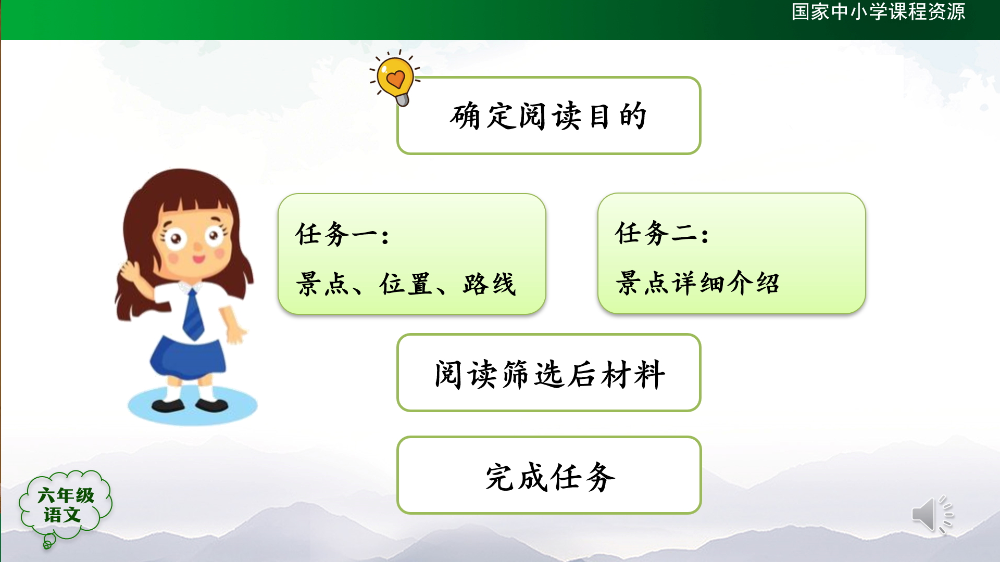 国家中小学课程资源
确定阅读目的
任务一：
景点、位置、路线
任务二：
景点详细介绍
阅读筛选后材料
完成任务
六年级
语文